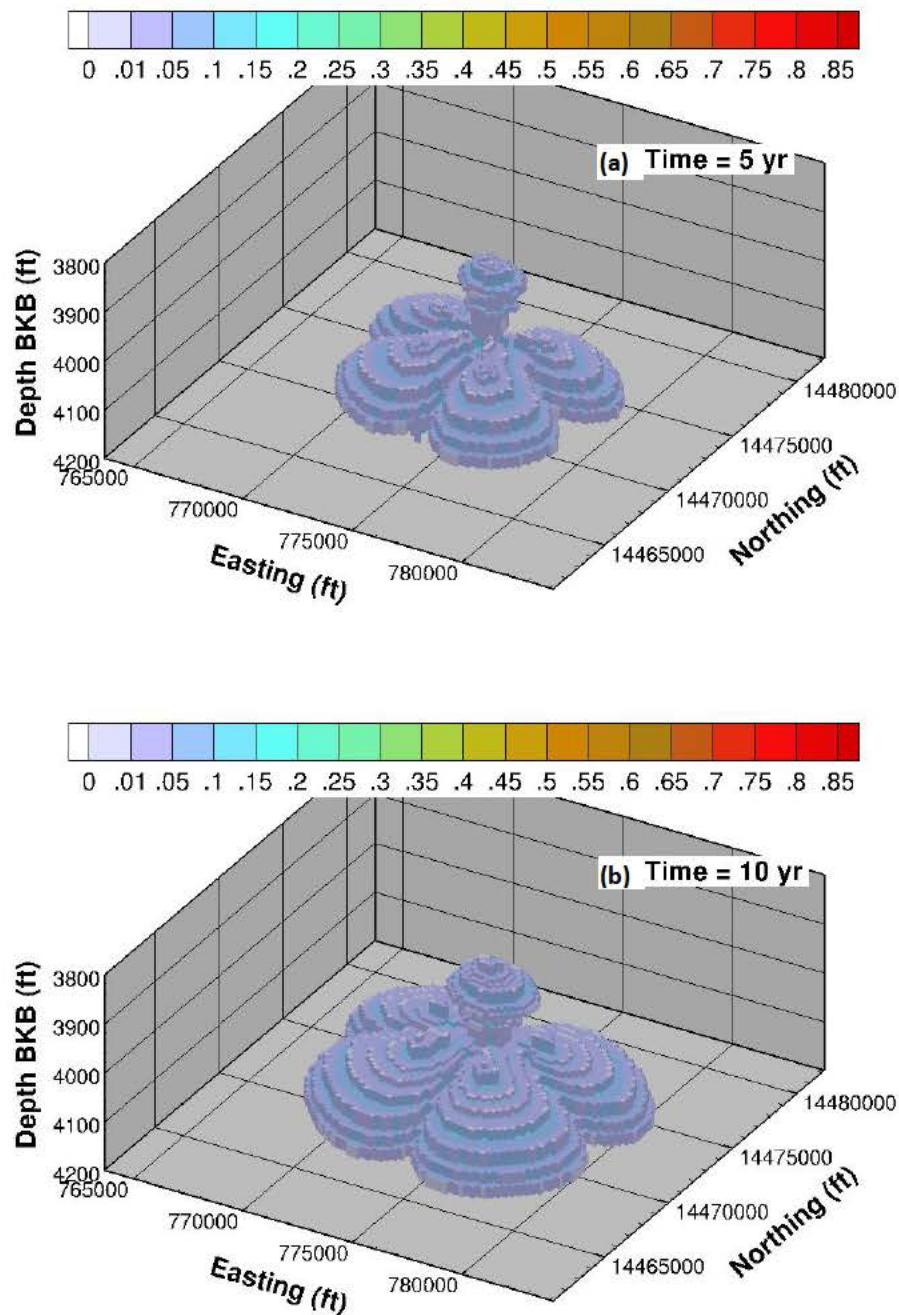 0 .01 .05 .1 .15 .2 .25 .3 .35 .4 .45 .5 .55 .6 .65 .7 .75 .8 .85
(a) Time = 5 yr
Depth BKB (ft)
3800
3900
4000
4100
4200
765000
770000
775000
780000
Easting (ft)
14480000
14475000
14470000
14465000
Northing (ft)
0 .01 .05 .1 .15 .2 .25 .3 .35 .4 .45 .5 .55 .6 .65 .7 .75 .8 .85
(b) Time = 10 yr
Depth BKB (ft)
3800
3900
4000
4100
4200
765000
770000
775000
780000
Easting (ft)
14480000
14475000
14470000
14465000
Northing (ft)